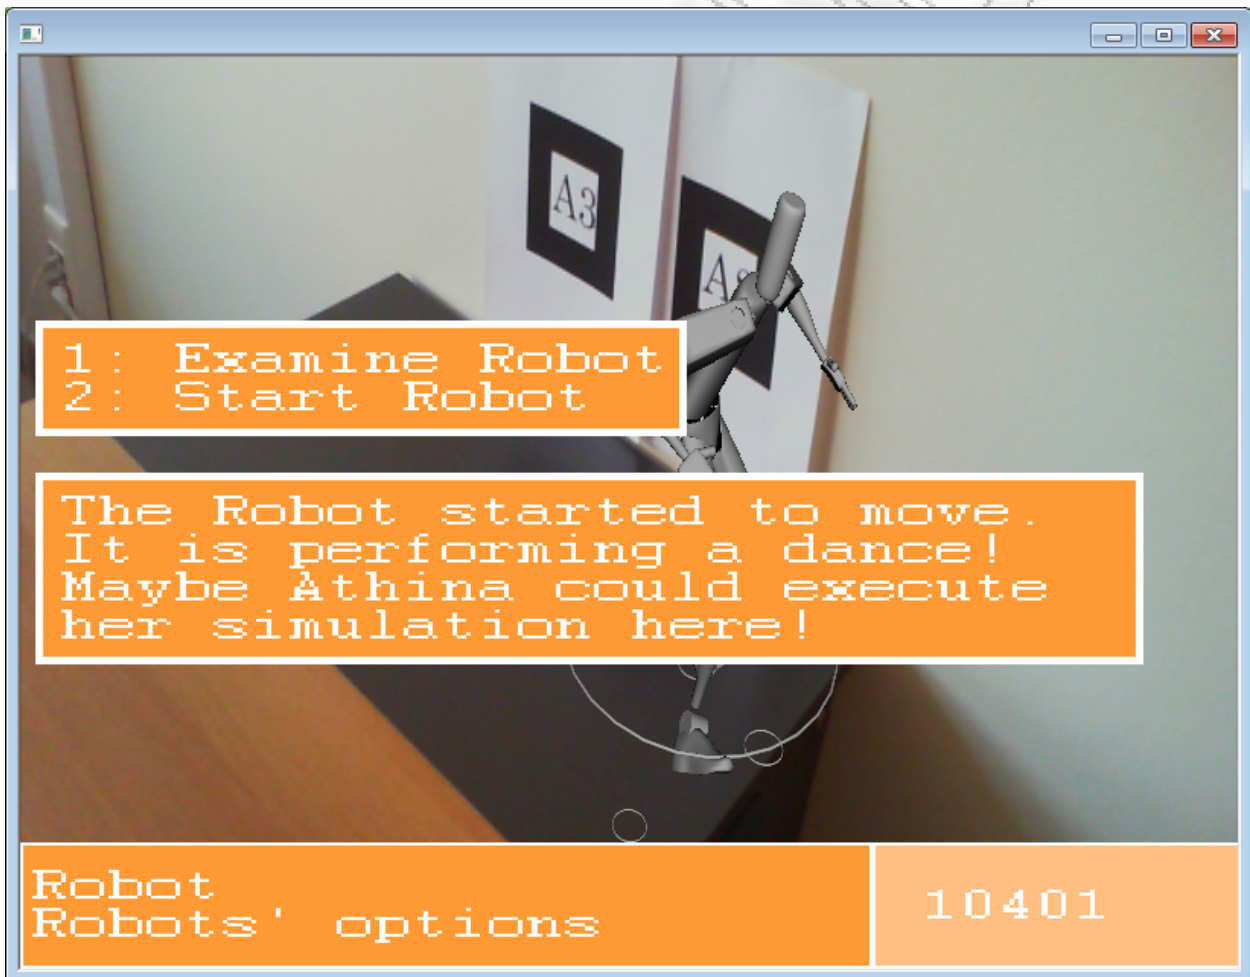 A3
A
1: Examine Robot
2: Start Robot
The Robot started to move.
It is performing a dance!
Maybe Athina could execute
her simulation here!
Robot
Robots' options
10401